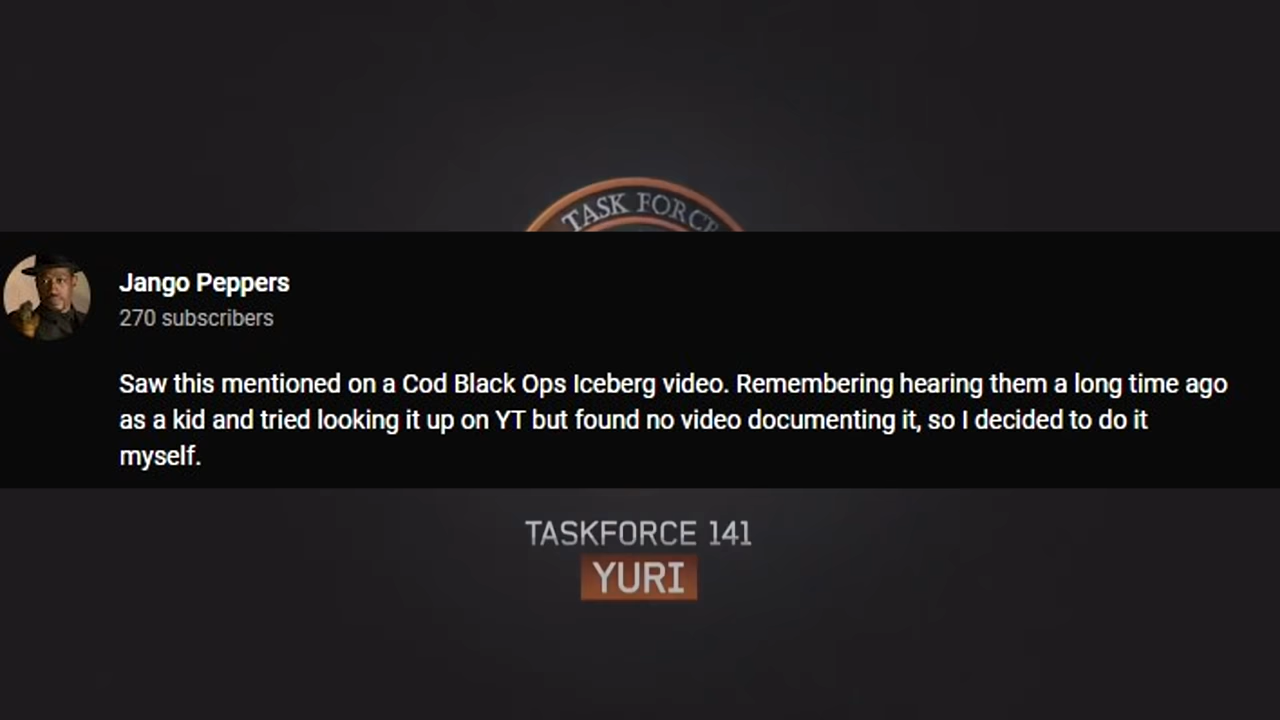 TASK FORCE
Jango Peppers
270 subscribers
Saw this mentioned on a Cod Black Ops Iceberg video. Remembering hearing them a long time ago
as a kid and tried looking it up on YT but found no video documenting it, so I decided to do it
myself.
TASKFORCE 141
YURI